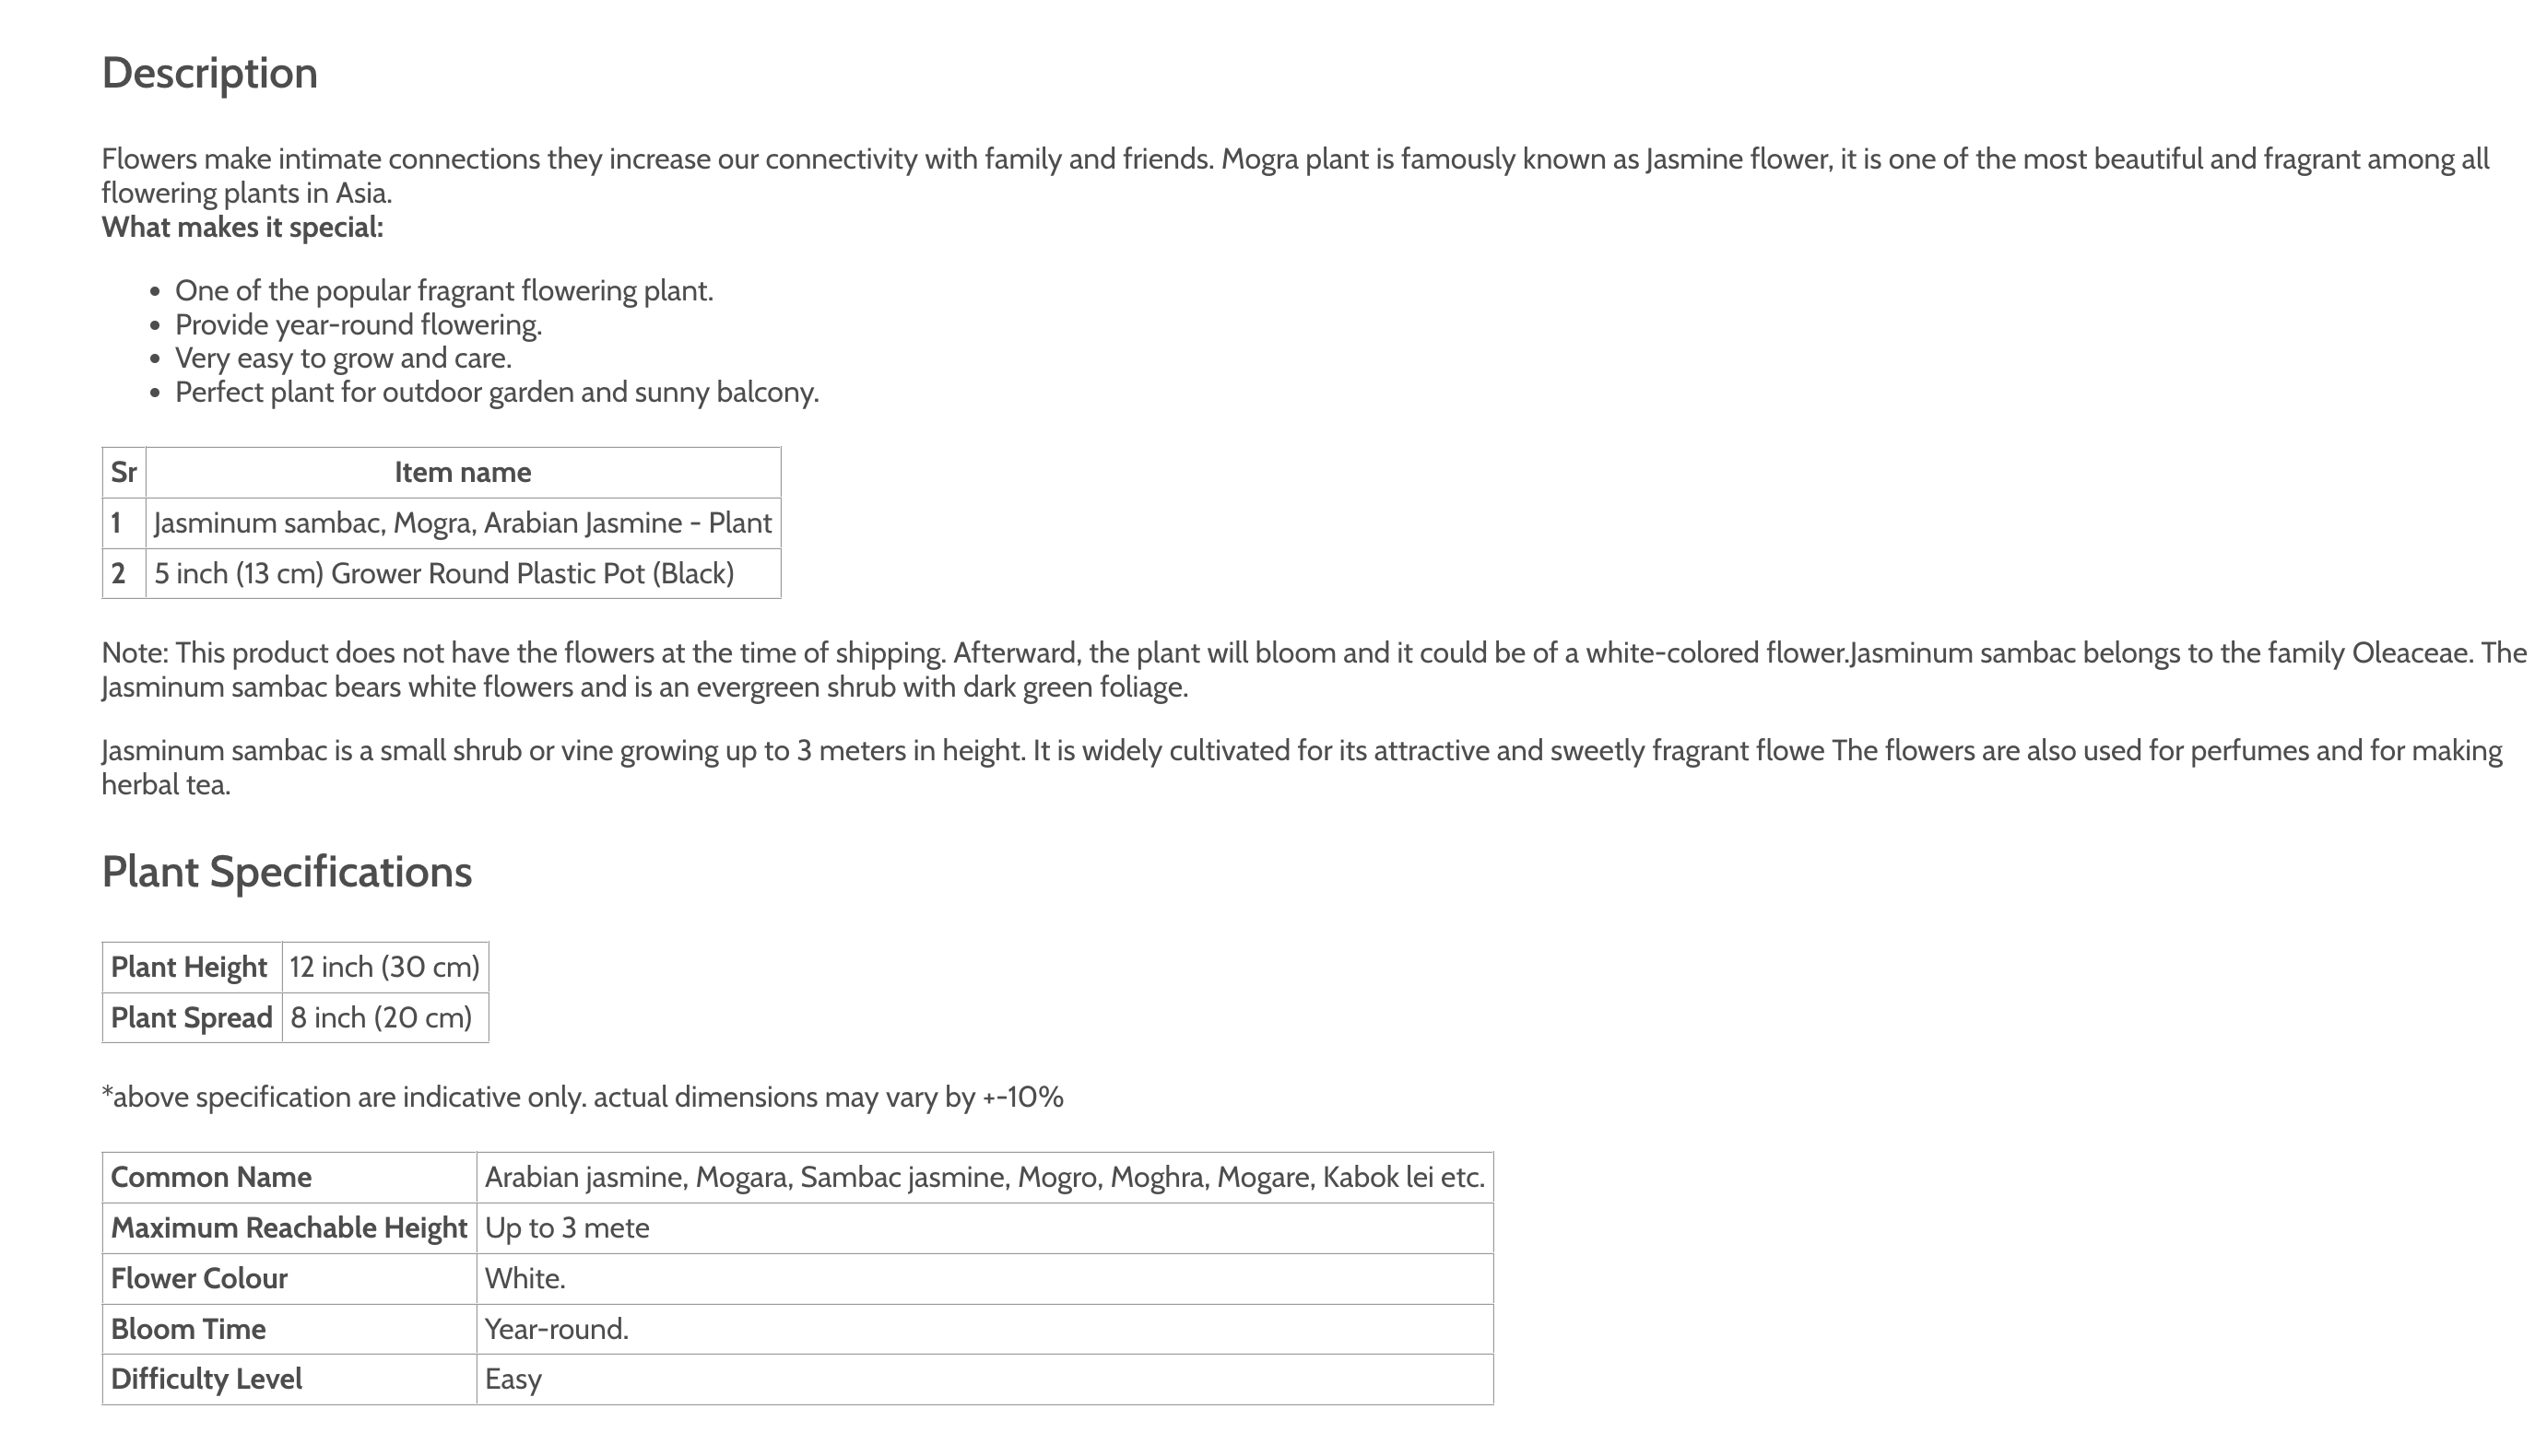 Description
Flowers make intimate connections they increase our connectivity with family and friends. Mogra plant is famously known as Jasmine flower, it is one of the most beautiful and fragrant among all
flowering plants in Asia.
What makes it special:
• One of the popular fragrant flowering plant.
• Provide year-round flowering.
• Very easy to grow and care.
• Perfect plant for outdoor garden and sunny balcony.
Sr Item name
1 Jasminum sambac, Mogra, Arabian Jasmine - Plant
2 5 inch (13 cm) Grower Round Plastic Pot (Black)
Note: This product does not have the flowers at the time of shipping. Afterward, the plant will bloom and it could be of a white-colored flower.Jasminum sambac belongs to the family Oleaceae. The
Jasminum sambac bears white flowers and is an evergreen shrub with dark green foliage.
Jasminum sambac is a small shrub or vine growing up to 3 meters in height. It is widely cultivated for its attractive and sweetly fragrant flowe The flowers are also used for perfumes and for making
herbal tea.
Plant Specifications
Plant Height 12 inch (30 cm)
Plant Spread 8 inch (20 cm)
*above specification are indicative only. actual dimensions may vary by +-10%
Common Name Arabian jasmine, Mogara, Sambac jasmine, Mogro, Moghra, Mogare, Kabok lei etc.
Maximum Reachable Height Up to 3 mete
Flower Colour White.
Bloom Time Year-round.
Difficulty Level Easy